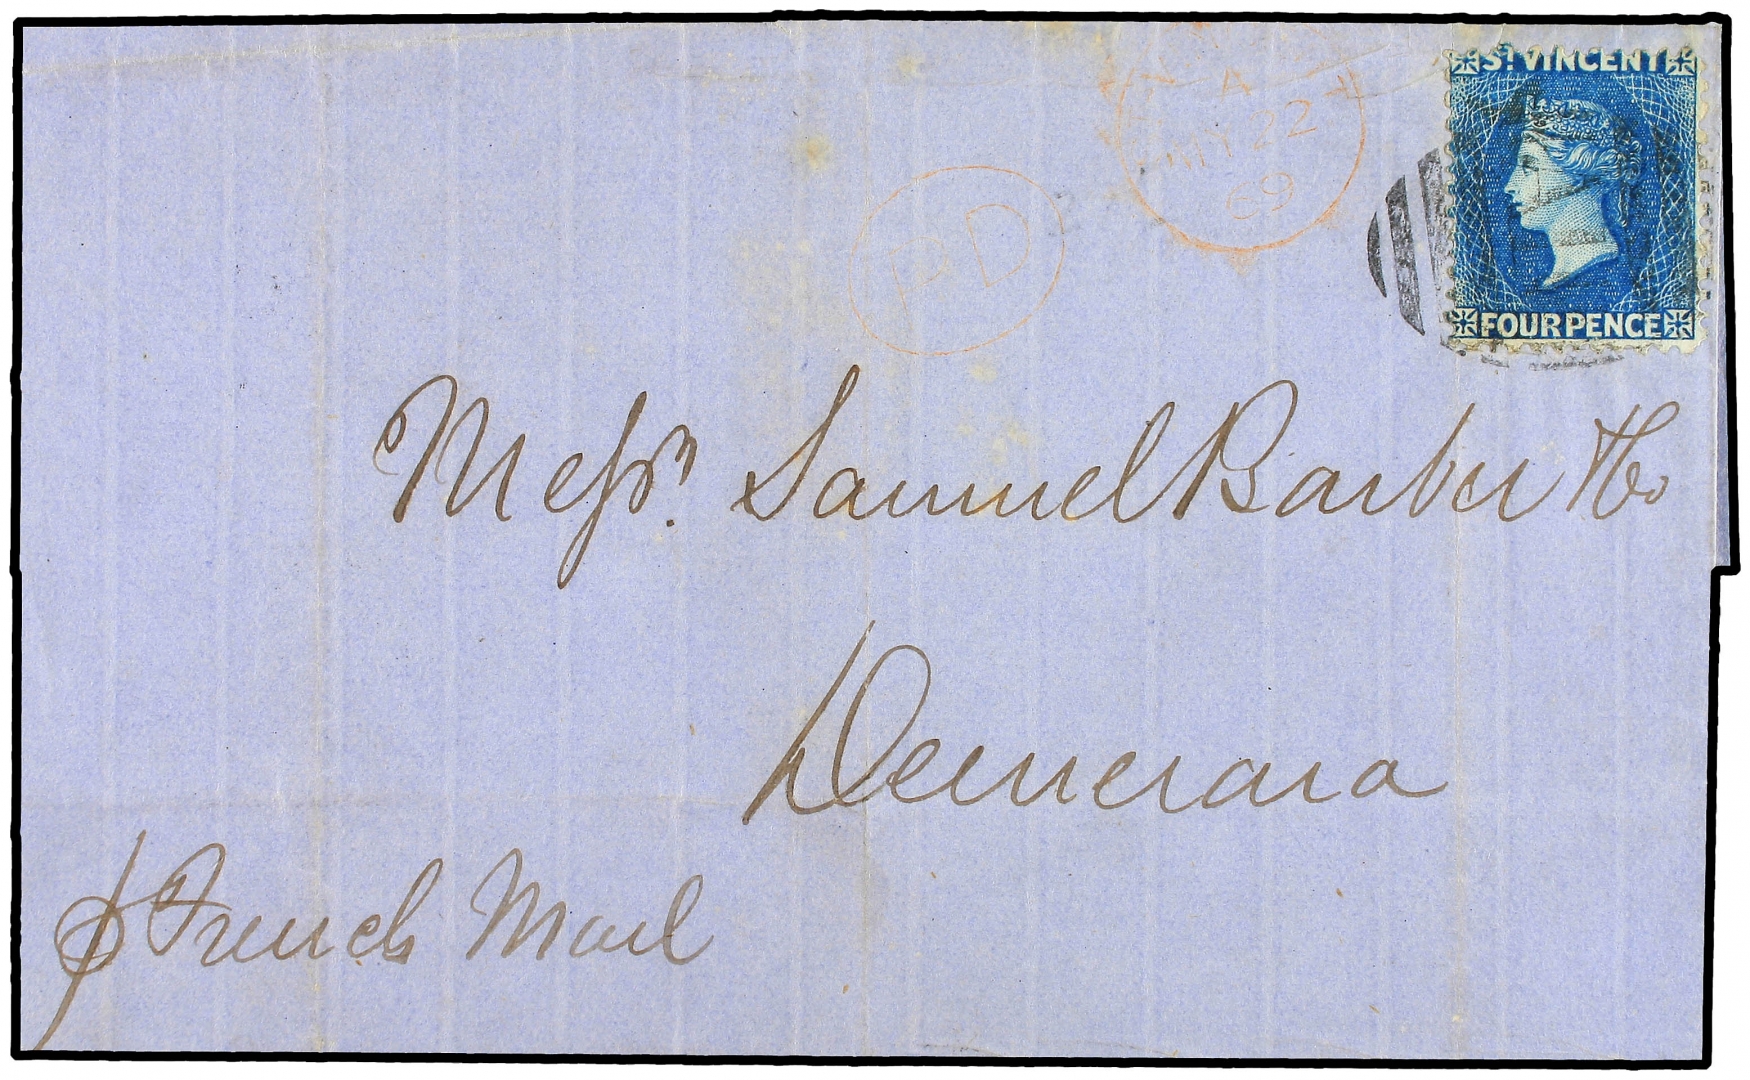 St VINCENT
A
MY 22
69
PD
FOUR PENCE
Messrs. Samuel Barber & Co
Demerara
p French Mail